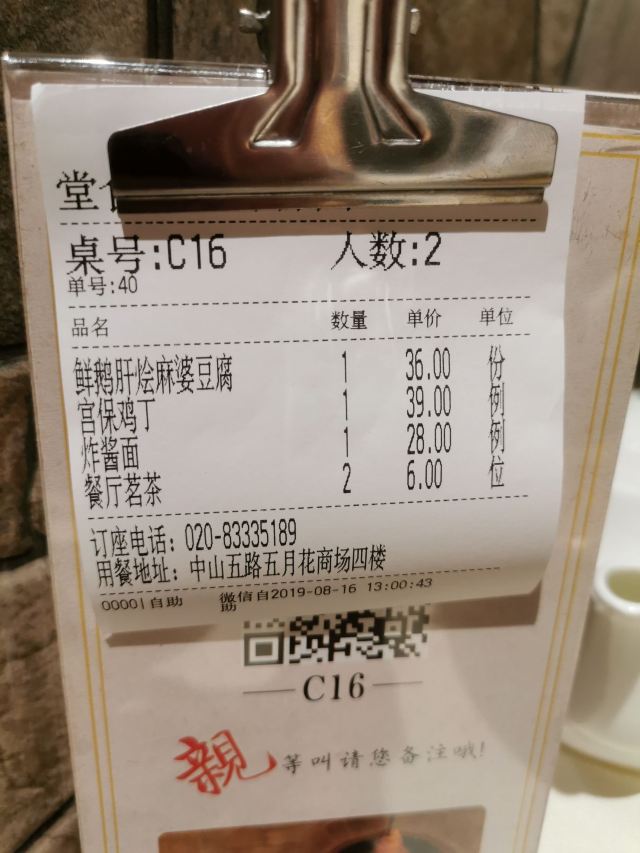 堂
桌号:C16 人数:2
单号:40
品名 数量 单价 单位
鲜鹅肝烩麻婆豆腐 1 36.00 份
宫保鸡丁 1 39.00 例
炸酱面 1 28.00 例
餐厅茗茶 2 6.00 位
订座电话: 020-83335189
用餐地址: 中山五路五月花商场四楼
0000|自助 微信自2019-08-16 13:00:43
助
C16
親 等叫请您备注哦!